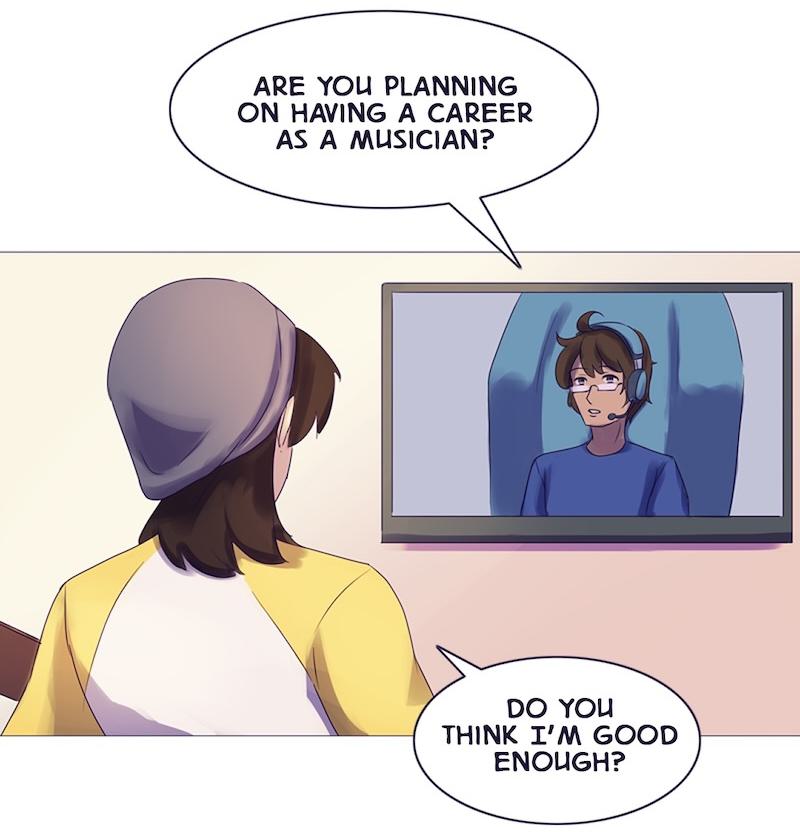 ARE YOU PLANNING
ON HAVING A CAREER
AS A MUSICIAN?
DO YOU
THINK I'M GOOD
ENOUGH?